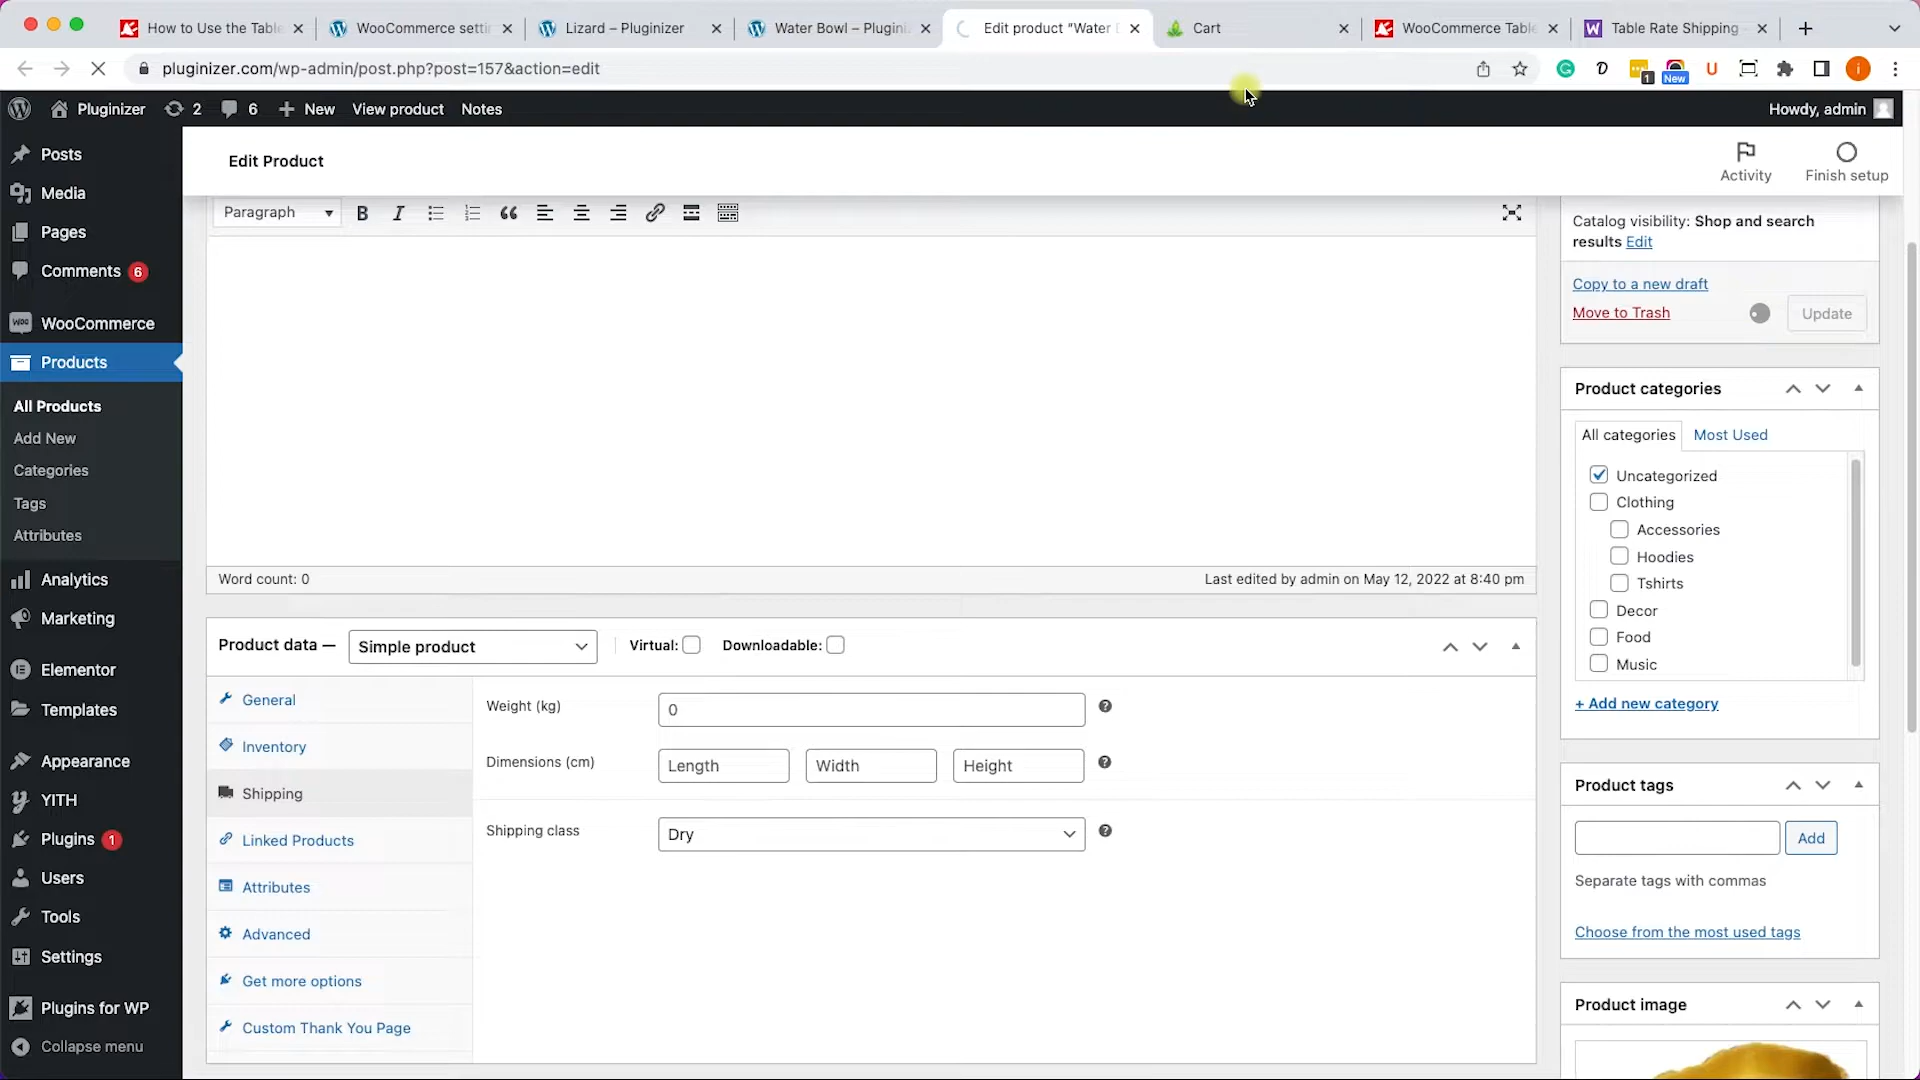 How to Use the Table
WooCommerce setti
Lizard – Pluginizer
Water Bowl – Plugini
Edit product “Water B
Cart
WooCommerce Table
Table Rate Shipping
pluginizer.com/wp-admin/post.php?post=157&action=edit
1
New
U
i
Pluginizer
2
6
New
View product
Notes
Howdy, admin
Posts
Media
Pages
Comments 6
WooCommerce
Products
All Products
Add New
Categories
Tags
Attributes
Analytics
Marketing
Elementor
Templates
Appearance
YITH
Plugins 1
Users
Tools
Settings
Plugins for WP
Collapse menu
Edit Product
Activity
Finish setup
Paragraph
B
I
Word count: 0
Last edited by admin on May 12, 2022 at 8:40 pm
Product data —
Simple product
Virtual:
Downloadable:
General
Inventory
Shipping
Linked Products
Attributes
Advanced
Get more options
Custom Thank You Page
Weight (kg)
0
Dimensions (cm)
Length
Width
Height
Shipping class
Dry
Catalog visibility: Shop and search
results Edit
Copy to a new draft
Move to Trash
Update
Product categories
All categories
Most Used
Uncategorized
Clothing
Accessories
Hoodies
Tshirts
Decor
Food
Music
+ Add new category
Product tags
Add
Separate tags with commas
Choose from the most used tags
Product image